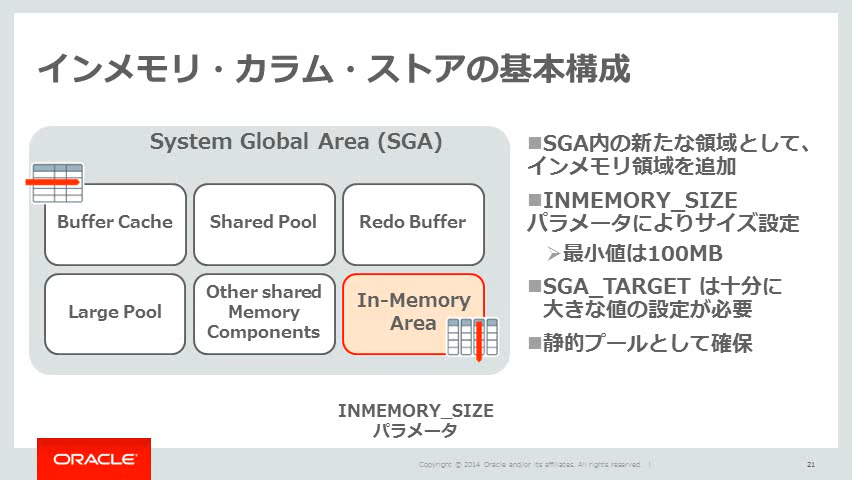 インメモリ・カラム・ストアの基本構成
System Global Area (SGA)
Buffer Cache
Shared Pool
Redo Buffer
Large Pool
Other shared
Memory
Components
In-Memory
Area
INMEMORY_SIZE
パラメータ
■SGA内の新たな領域として、
インメモリ領域を追加
■INMEMORY_SIZE
パラメータによりサイズ設定
➢最小値は100MB
■SGA_TARGET は十分に
大きな値の設定が必要
■静的プールとして確保
ORACLE
Copyright © 2014 Oracle and/or its affiliates. All rights reserved. |
21